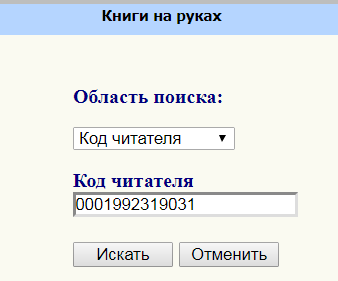 Книги на руках
Область поиска:
Код читателя
Код читателя
0001992319031
Искать Отменить